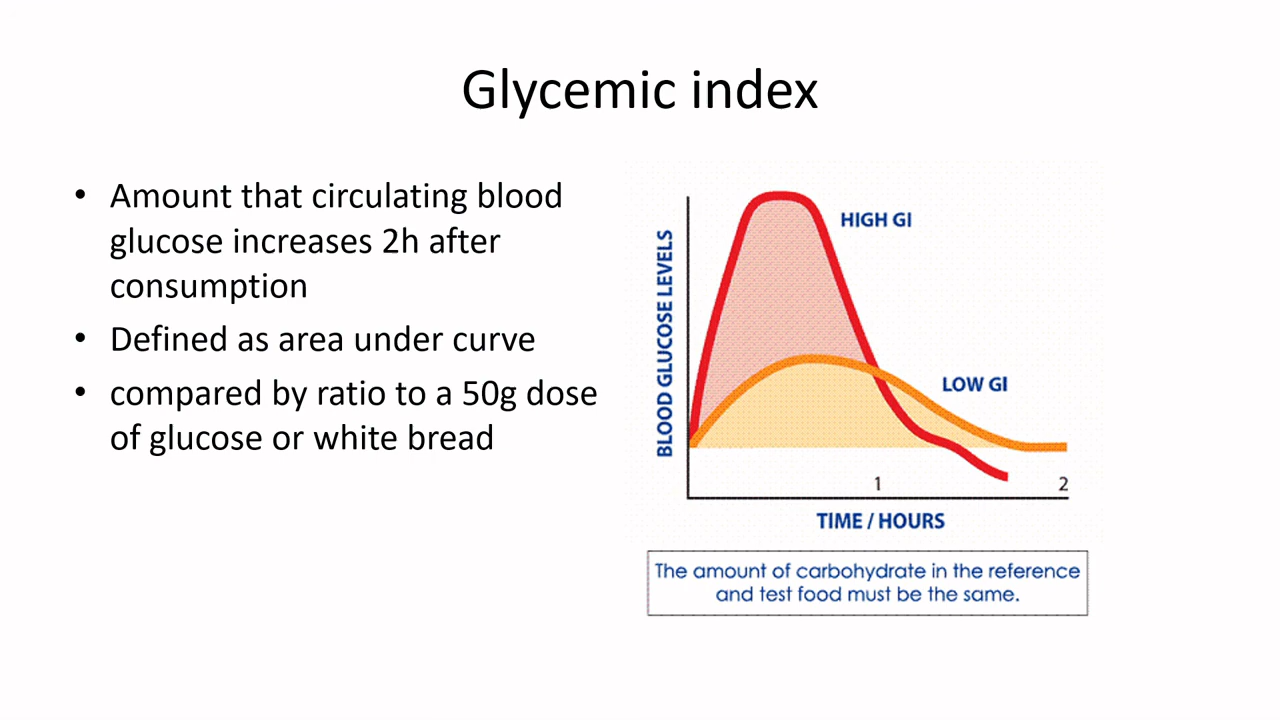 Glycemic index
• Amount that circulating blood
glucose increases 2h after
consumption
• Defined as area under curve
• compared by ratio to a 50g dose
of glucose or white bread
HIGH GI
BLOOD GLUCOSE LEVELS
LOW GI
1
2
TIME / HOURS
The amount of carbohydrate in the reference
and test food must be the same.